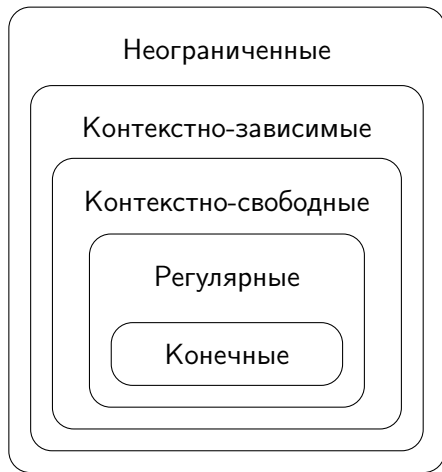 Неограниченные
Контекстно-зависимые
Контекстно-свободные
Регулярные
Конечные